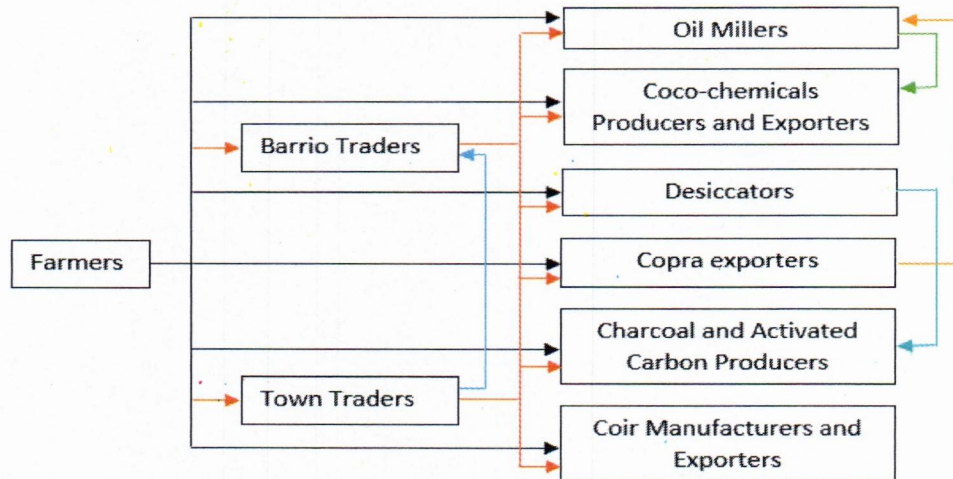 Oil Millers
Coco-chemicals
Producers and Exporters
Barrio Traders
Desiccators
Farmers
Copra exporters
Charcoal and Activated
Carbon Producers
Town Traders
Coir Manufacturers and
Exporters